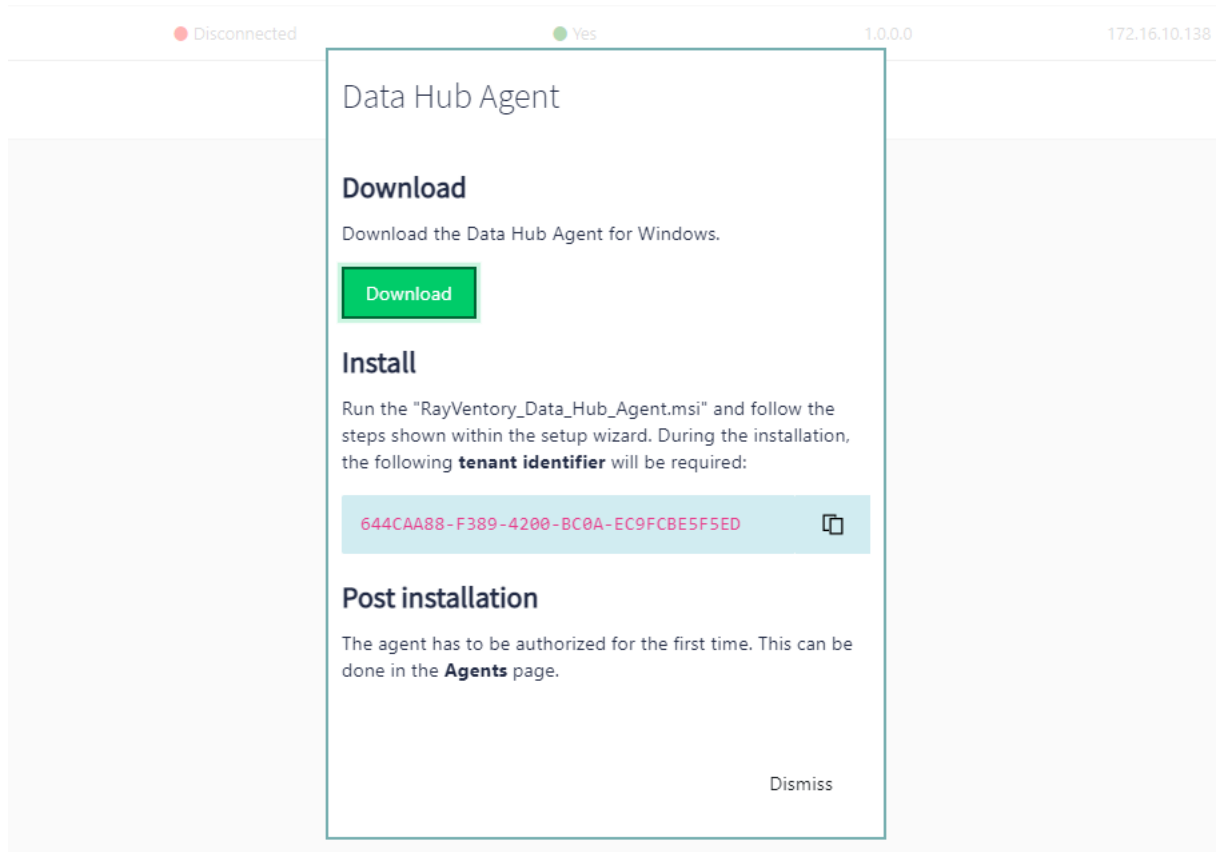 Disconnected Yes 1.0.0.0 172.16.10.138
Data Hub Agent
Download
Download the Data Hub Agent for Windows.
Download
Install
Run the "RayVentory_Data_Hub_Agent.msi" and follow the
steps shown within the setup wizard. During the installation,
the following tenant identifier will be required:
644CAA88-F389-4200-BC0A-EC9FCBE5F5ED
Post installation
The agent has to be authorized for the first time. This can be
done in the Agents page.
Dismiss